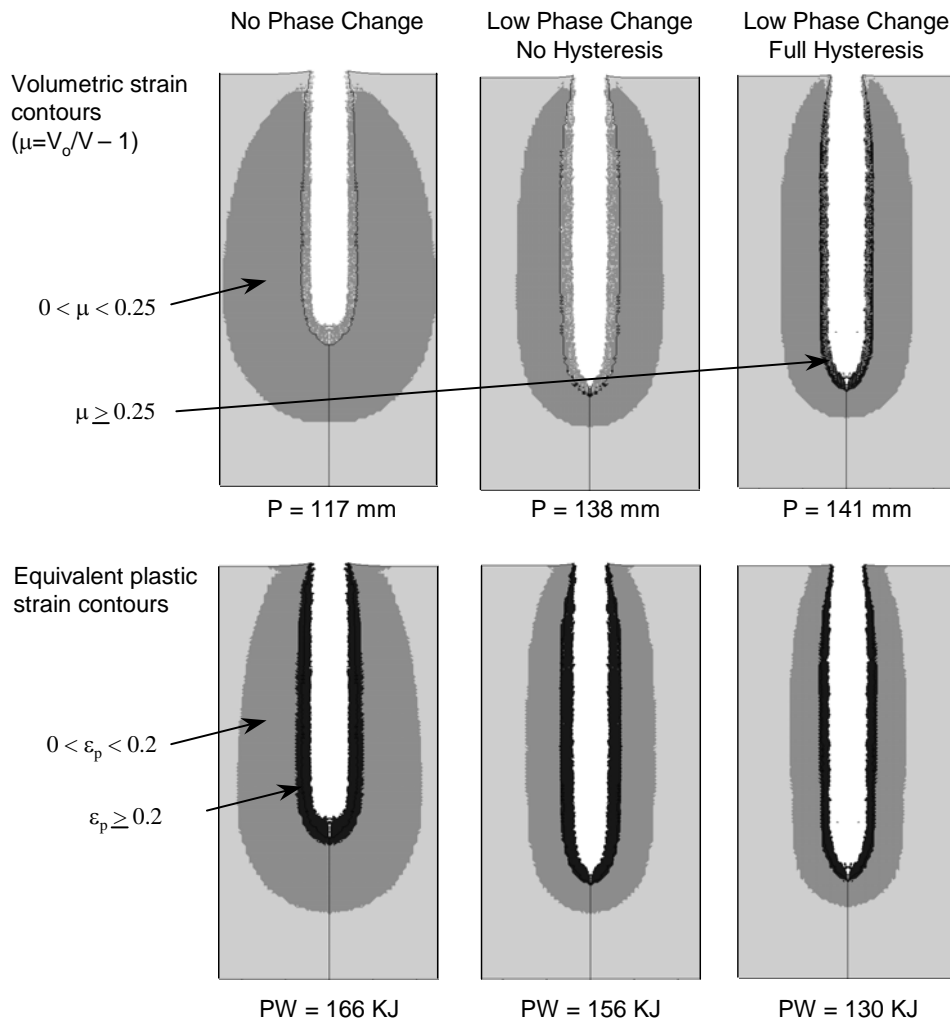 No Phase Change
Low Phase Change
No Hysteresis
Low Phase Change
Full Hysteresis
Volumetric strain
contours
(μ=Vₒ/V – 1)
0 < μ < 0.25
μ ≥ 0.25
P = 117 mm
P = 138 mm
P = 141 mm
Equivalent plastic
strain contours
0 < εₚ < 0.2
εₚ ≥ 0.2
PW = 166 KJ
PW = 156 KJ
PW = 130 KJ